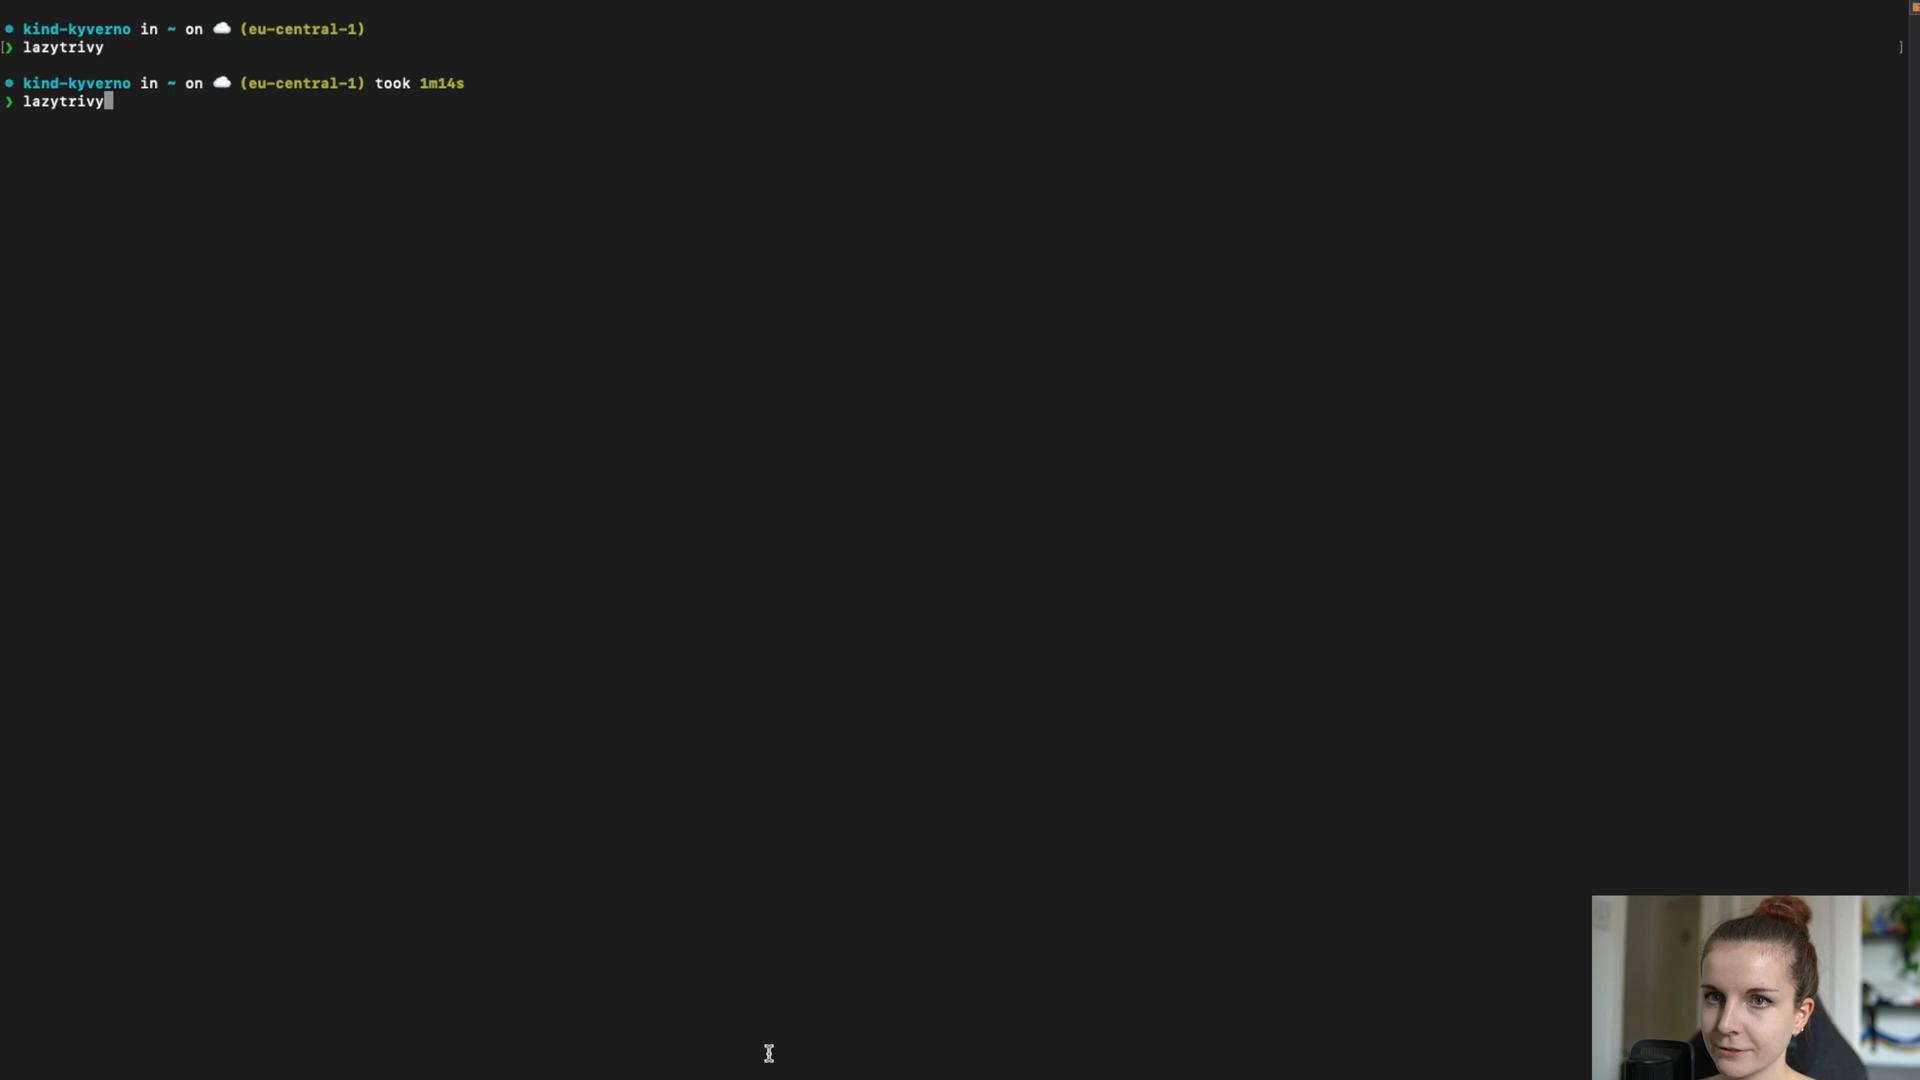 kind-kyverno in ~ on ☁️ (eu-central-1)
[❯ lazytrivy ]
kind-kyverno in ~ on ☁️ (eu-central-1) took 1m14s
❯ lazytrivy